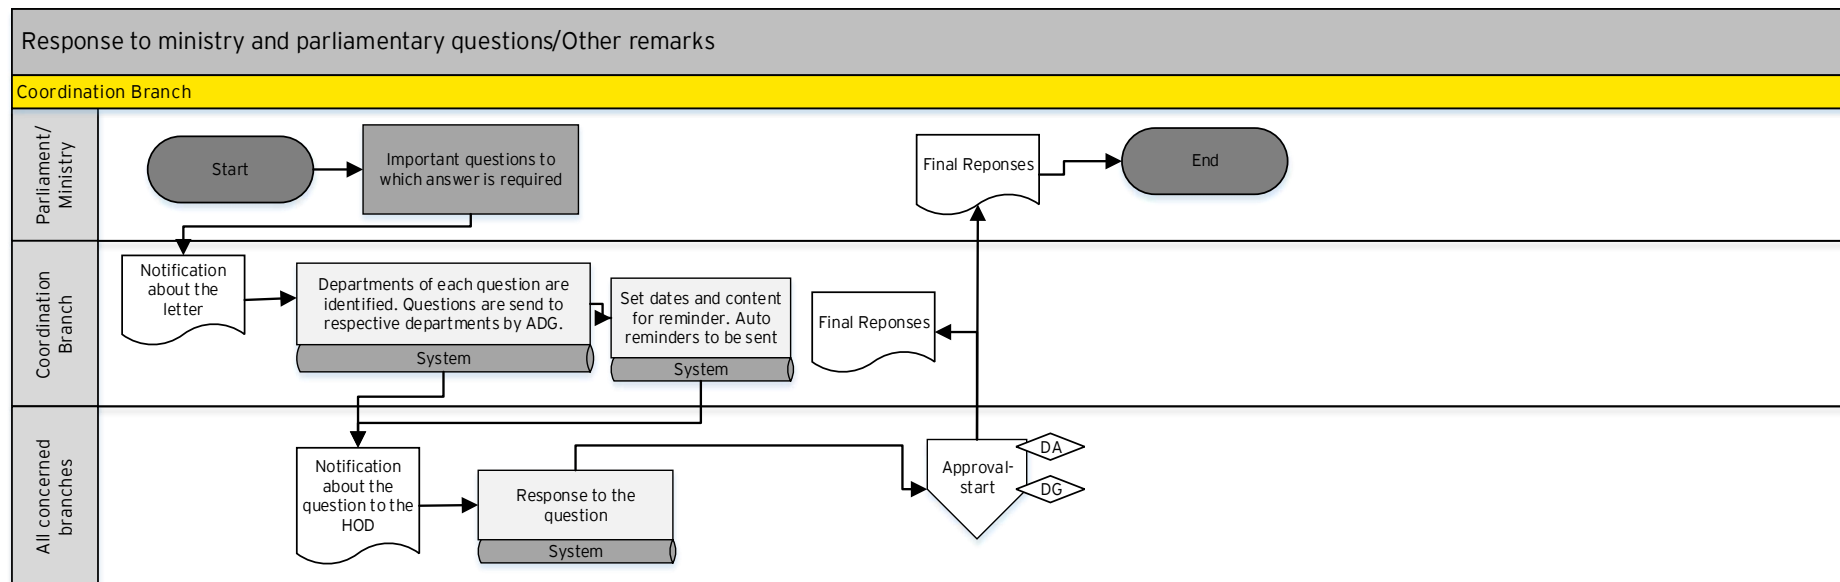 Response to ministry and parliamentary questions/Other remarks
Coordination Branch
Parliament/
Ministry
Start
Important questions to
which answer is required
Final Reponses
End
Coordination
Branch
Notification
about the
letter
Departments of each question are
identified. Questions are send to
respective departments by ADG.
System
Set dates and content
for reminder. Auto
reminders to be sent
System
Final Reponses
All concerned
branches
Notification
about the
question to the
HOD
Response to the
question
System
Approval-
start
DA
DG